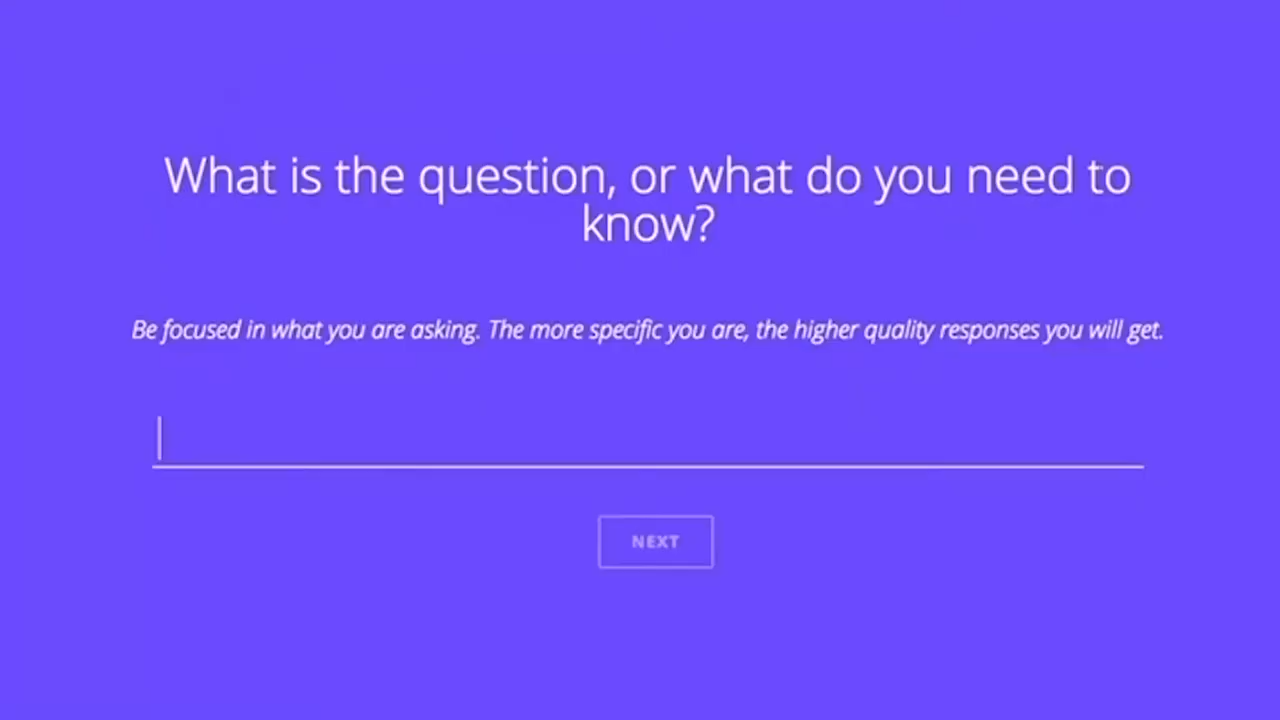 What is the question, or what do you need to
know?
Be focused in what you are asking. The more specific you are, the higher quality responses you will get.
NEXT